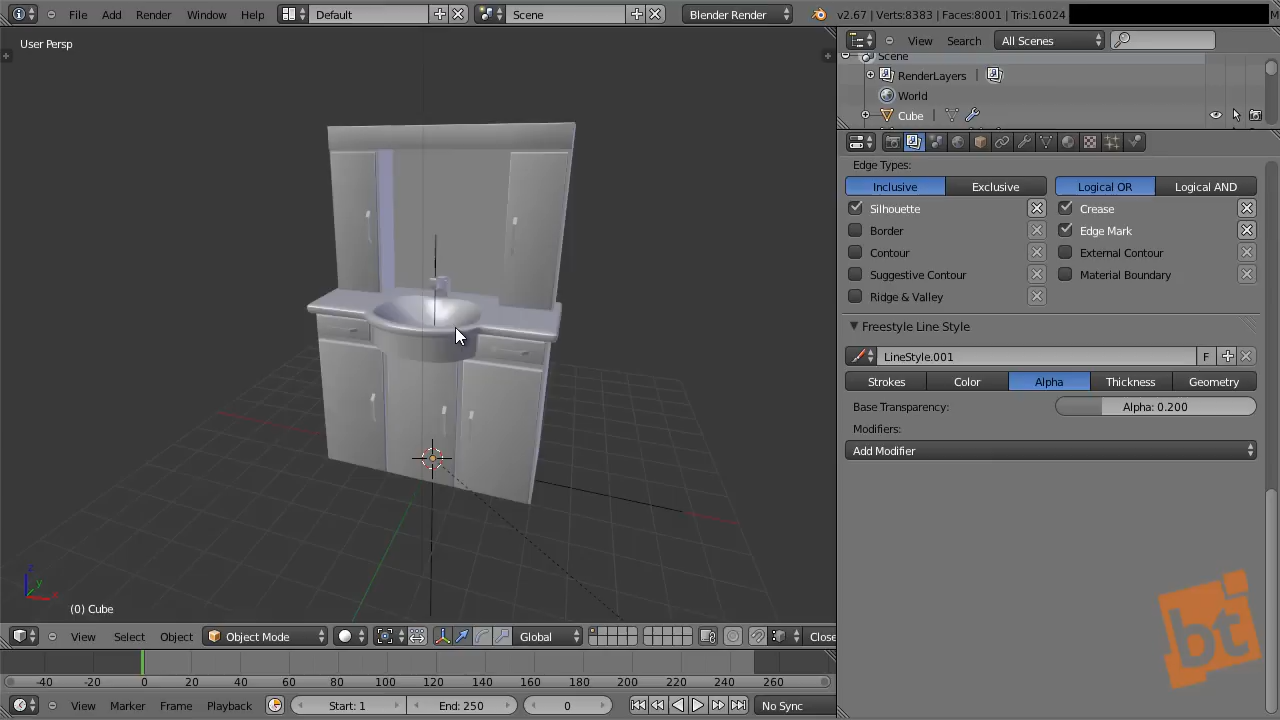 File Add Render Window Help Default Scene Blender Render v2.67 | Verts:8383 | Faces:8001 | Tris:16024
User Persp
View Search All Scenes
Scene
RenderLayers
World
Cube
Edge Types:
Inclusive Exclusive Logical OR Logical AND
Silhouette Crease
Border Edge Mark
Contour External Contour
Suggestive Contour Material Boundary
Ridge & Valley
Freestyle Line Style
LineStyle.001 F
Strokes Color Alpha Thickness Geometry
Base Transparency: Alpha: 0.200
Modifiers:
Add Modifier
z
y
x
(0) Cube
bt
View Select Object Object Mode Global Close
-40 -20 0 20 40 60 80 100 120 140 160 180 200 220 240 260
View Marker Frame Playback Start: 1 End: 250 0 No Sync